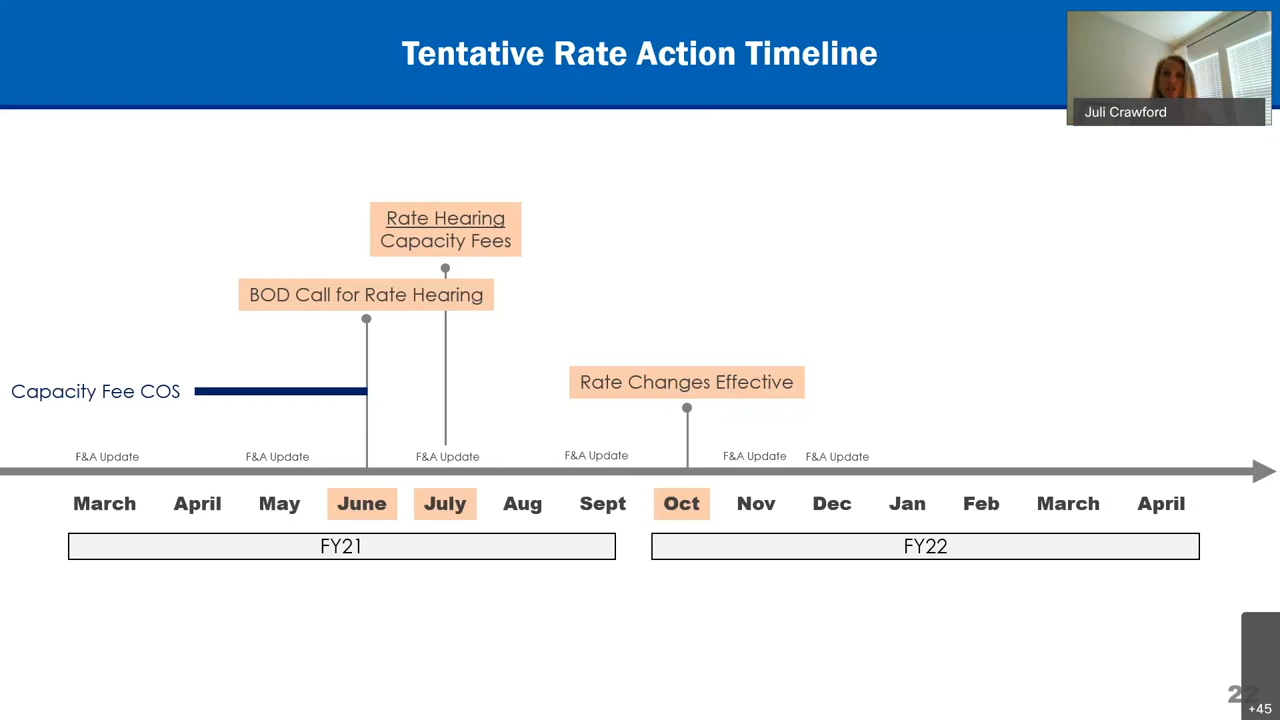 Tentative Rate Action Timeline
Juli Crawford
Rate Hearing
Capacity Fees
BOD Call for Rate Hearing
Rate Changes Effective
Capacity Fee COS
F&A Update F&A Update F&A Update F&A Update F&A Update F&A Update
March April May June July Aug Sept Oct Nov Dec Jan Feb March April
FY21 FY22
22
+45